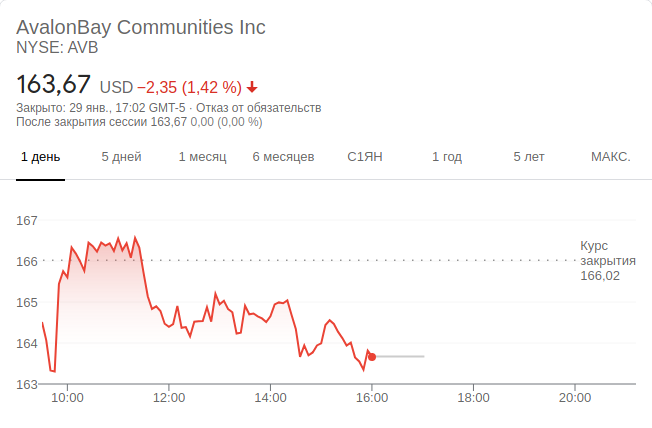 AvalonBay Communities Inc
NYSE: AVB
163,67 USD −2,35 (1,42 %)
Закрыто: 29 янв., 17:02 GMT-5 · Отказ от обязательств
После закрытия сессии 163,67 0,00 (0,00 %)
1 день 5 дней 1 месяц 6 месяцев С1ЯН 1 год 5 лет МАКС.
167
166
165
164
163
Курс
закрытия
166,02
10:00 12:00 14:00 16:00 18:00 20:00